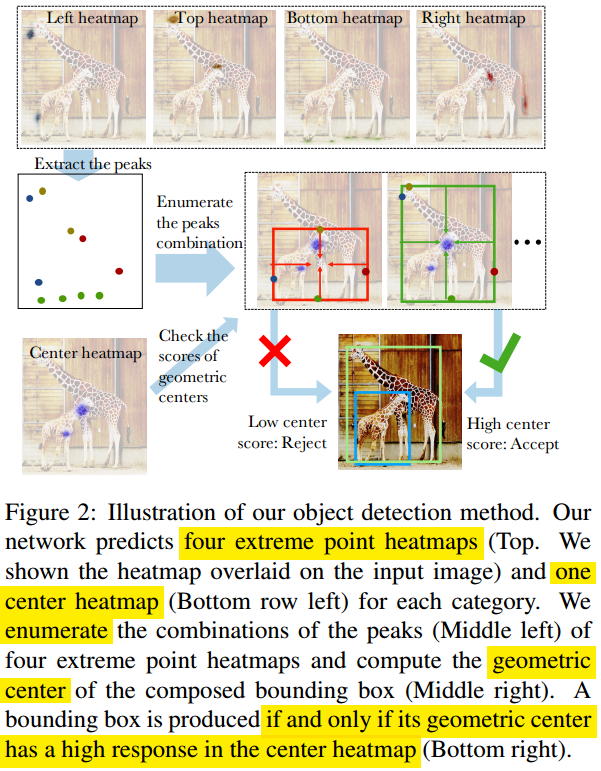 Left heatmap
Top heatmap
Bottom heatmap
Right heatmap
Extract the peaks
Enumerate
the peaks
combination
Center heatmap
Check the
scores of
geometric
centers
Low center
score: Reject
High center
score: Accept
Figure 2: Illustration of our object detection method. Our
network predicts four extreme point heatmaps (Top. We
shown the heatmap overlaid on the input image) and one
center heatmap (Bottom row left) for each category. We
enumerate the combinations of the peaks (Middle left) of
four extreme point heatmaps and compute the geometric
center of the composed bounding box (Middle right). A
bounding box is produced if and only if its geometric center
has a high response in the center heatmap (Bottom right).